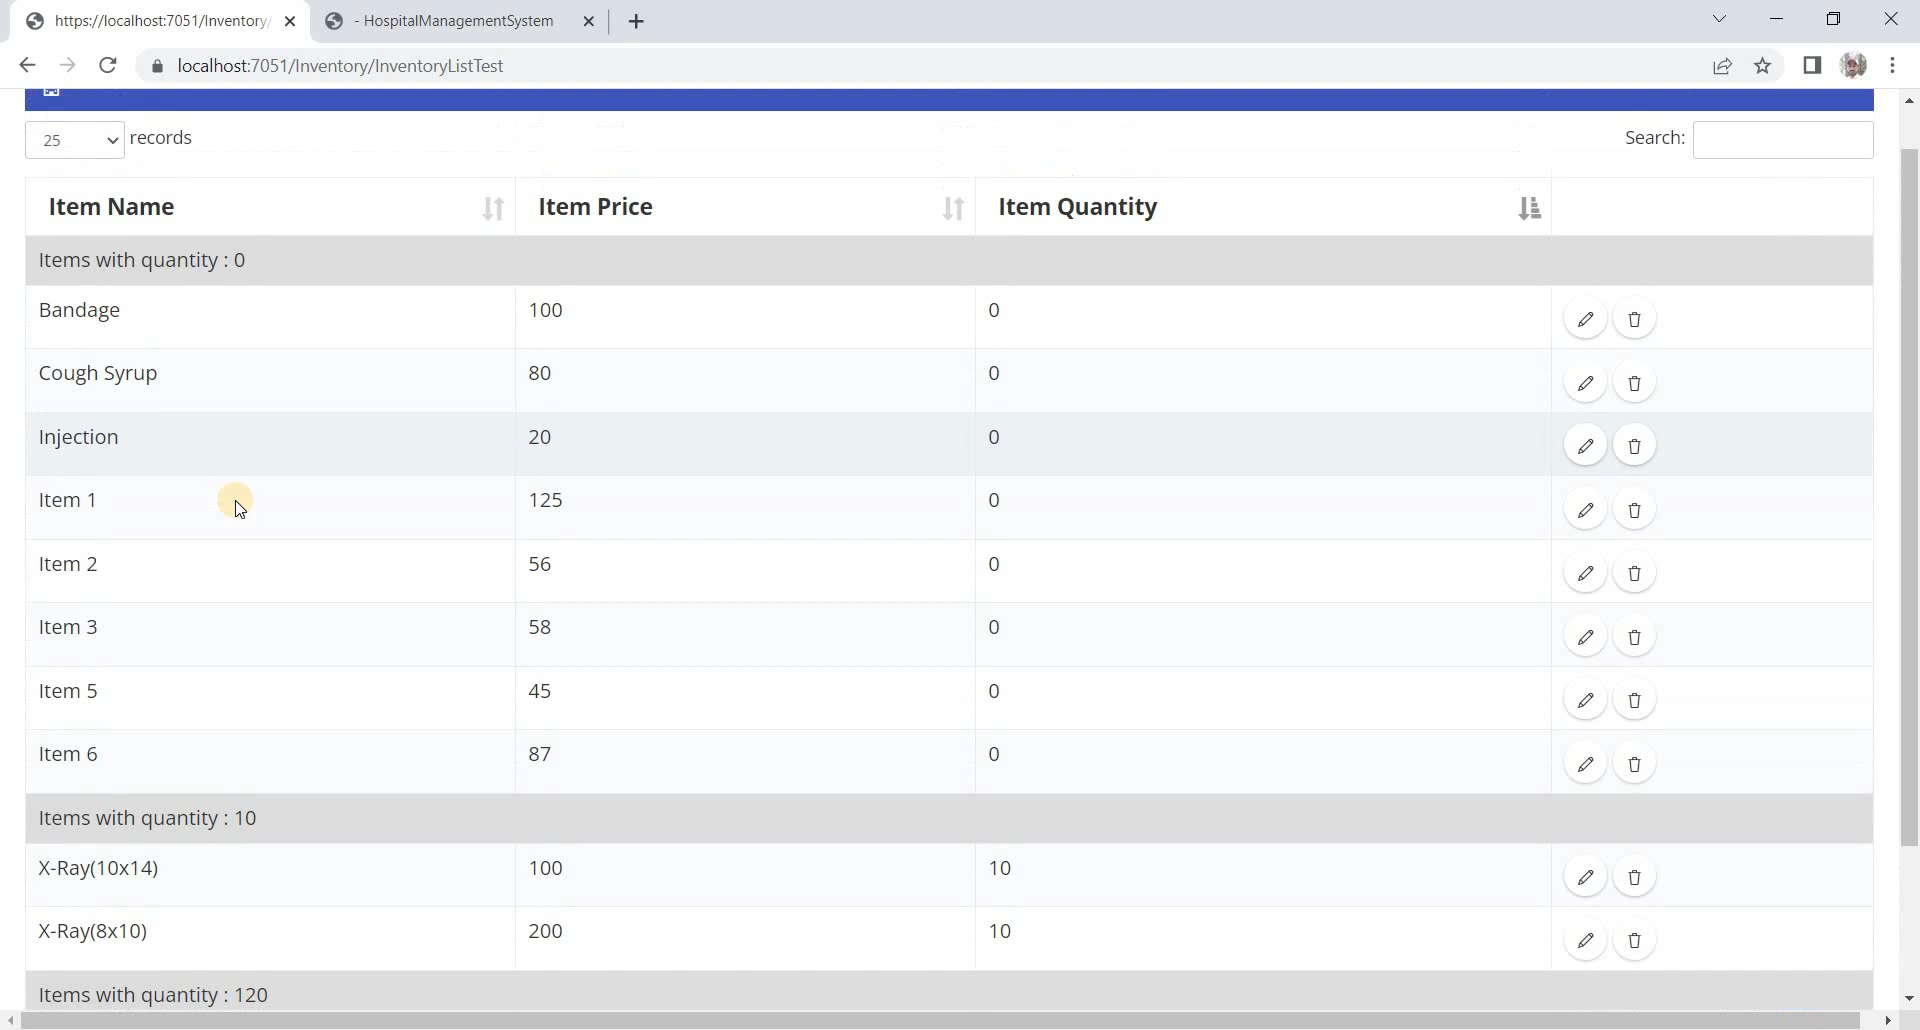 https://localhost:7051/Inventory/
- HospitalManagementSystem
localhost:7051/Inventory/InventoryListTest
25 records
Search:
Item Name Item Price Item Quantity
Items with quantity : 0
Bandage 100 0
Cough Syrup 80 0
Injection 20 0
Item 1 125 0
Item 2 56 0
Item 3 58 0
Item 5 45 0
Item 6 87 0
Items with quantity : 10
X-Ray(10x14) 100 10
X-Ray(8x10) 200 10
Items with quantity : 120